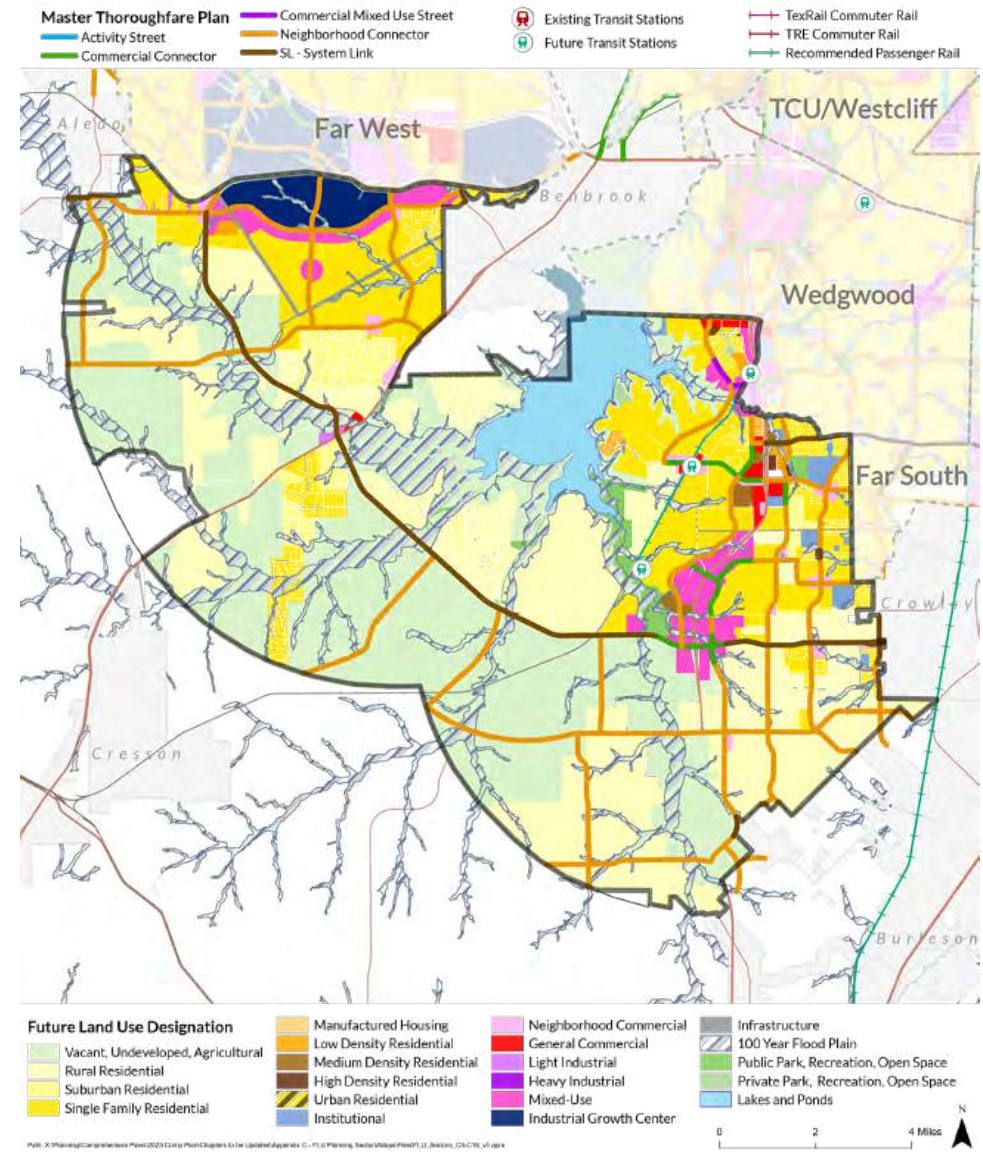 Master Thoroughfare Plan
Activity Street
Commercial Connector
Commercial Mixed Use Street
Neighborhood Connector
SL - System Link
Existing Transit Stations
Future Transit Stations
TexRail Commuter Rail
TRE Commuter Rail
Recommended Passenger Rail
Aledo
Far West
TCU/Westcliff
Benbrook
Wedgwood
Far South
Crowley
Cresson
Burleson
Future Land Use Designation
Vacant, Undeveloped, Agricultural
Rural Residential
Suburban Residential
Single Family Residential
Manufactured Housing
Low Density Residential
Medium Density Residential
High Density Residential
Urban Residential
Institutional
Neighborhood Commercial
General Commercial
Light Industrial
Heavy Industrial
Mixed-Use
Industrial Growth Center
Infrastructure
100 Year Flood Plain
Public Park, Recreation, Open Space
Private Park, Recreation, Open Space
Lakes and Ponds
N
0 2 4 Miles